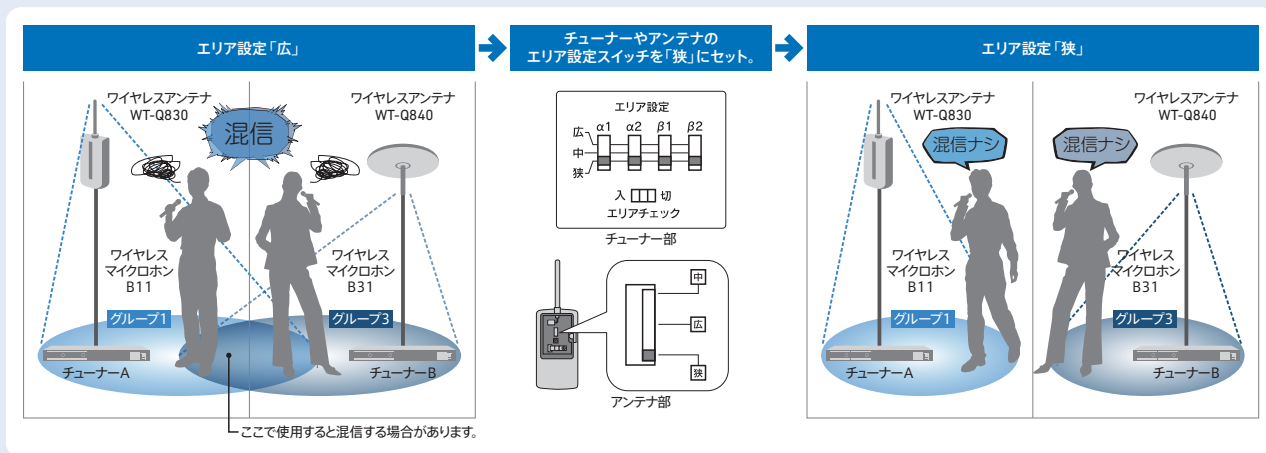 エリア設定「広」
ワイヤレスアンテナ
WT-Q830
ワイヤレスアンテナ
WT-Q840
混信
ワイヤレス
マイクロホン
B11
ワイヤレス
マイクロホン
B31
グループ1
グループ3
チューナーA
チューナーB
ここで使用すると混信する場合があります。
チューナーやアンテナの
エリア設定スイッチを「狭」にセット。
エリア設定
α1 α2 β1 β2
広
中
狭
入 切
エリアチェック
チューナー部
中
広
狭
アンテナ部
エリア設定「狭」
ワイヤレスアンテナ
WT-Q830
ワイヤレスアンテナ
WT-Q840
混信ナシ
混信ナシ
ワイヤレス
マイクロホン
B11
ワイヤレス
マイクロホン
B31
グループ1
グループ3
チューナーA
チューナーB